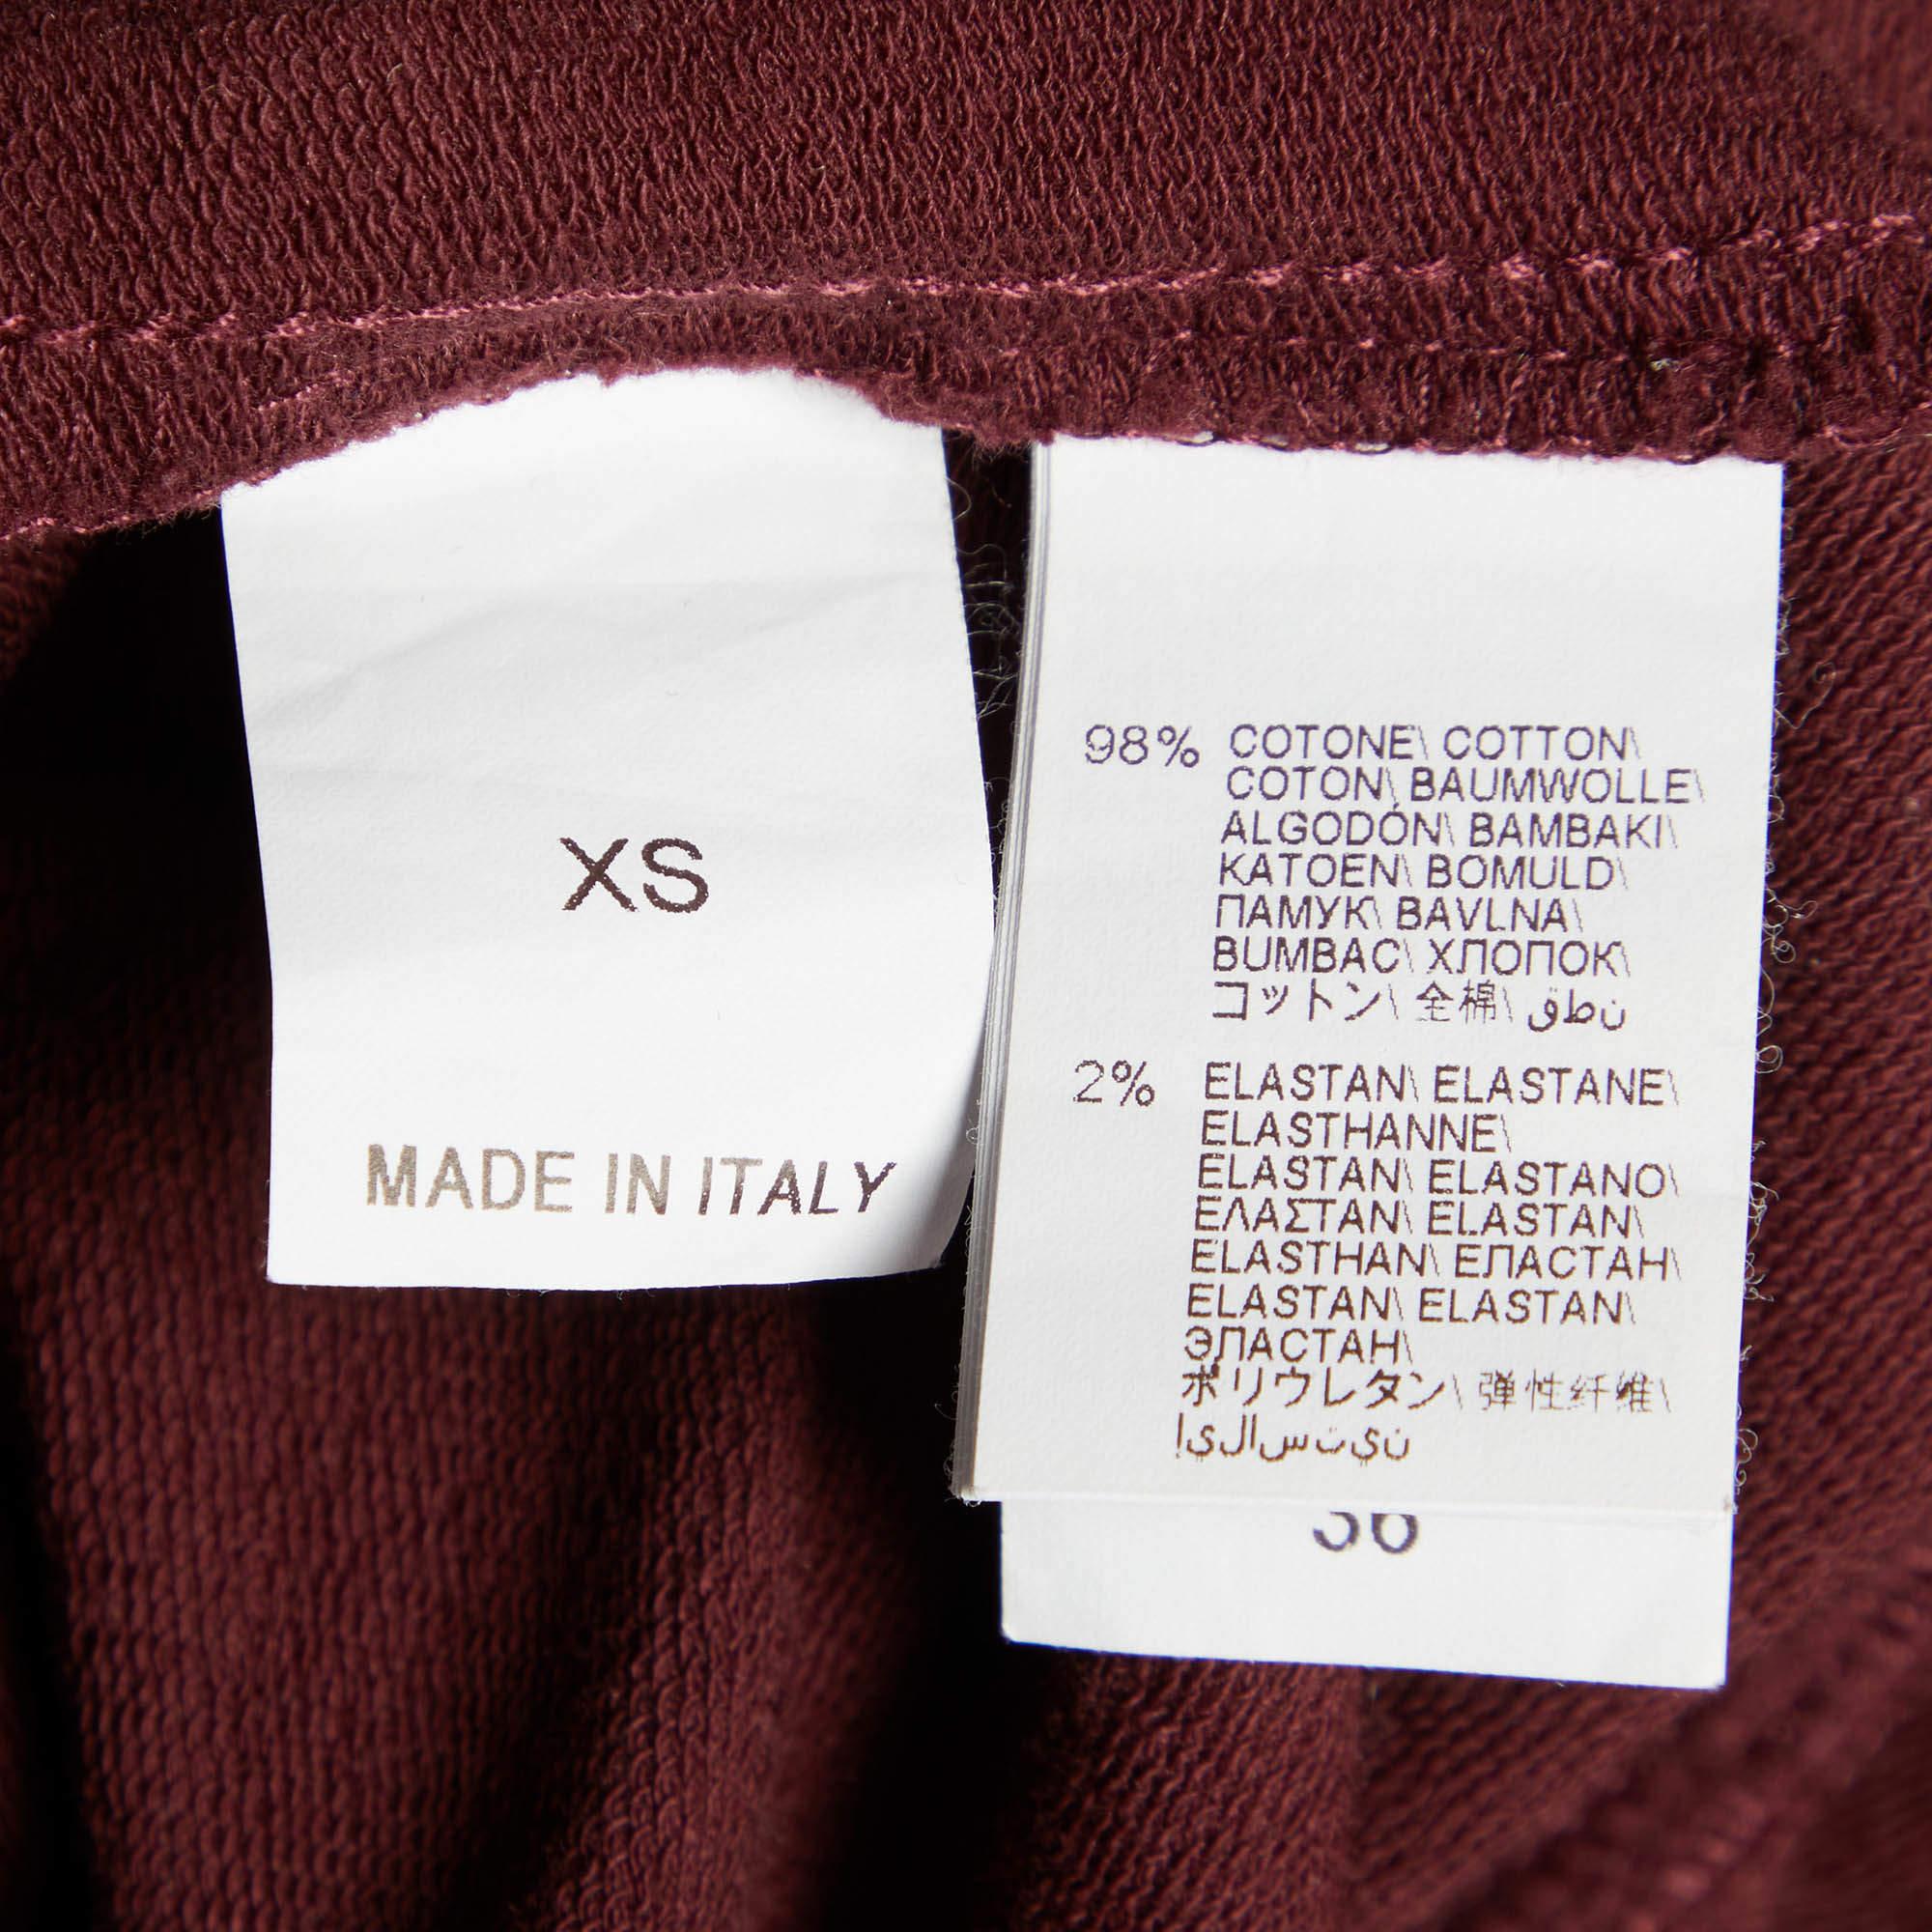 XS
MADE IN ITALY
98% COTONE\ COTTON\
COTON\ BAUMWOLLE\
ALGODÓN\ BAMBAKI\
KATOEN\ BOMULD\
ПАМУК\ BAVLNA\
BUMBAC\ ХЛОПОК\
コットン\ 全棉\ قطن
2% ELASTAN\ ELASTANE\
ELASTHANNE\
ELASTAN\ ELASTANO\
ΕΛΑΣΤΑΝ\ ELASTAN\
ELASTHAN\ ЕЛАСТАН\
ELASTAN\ ELASTAN\
ЭЛАСТАН\
ポリウレタン\ 弹性纤维\
إيلاستين